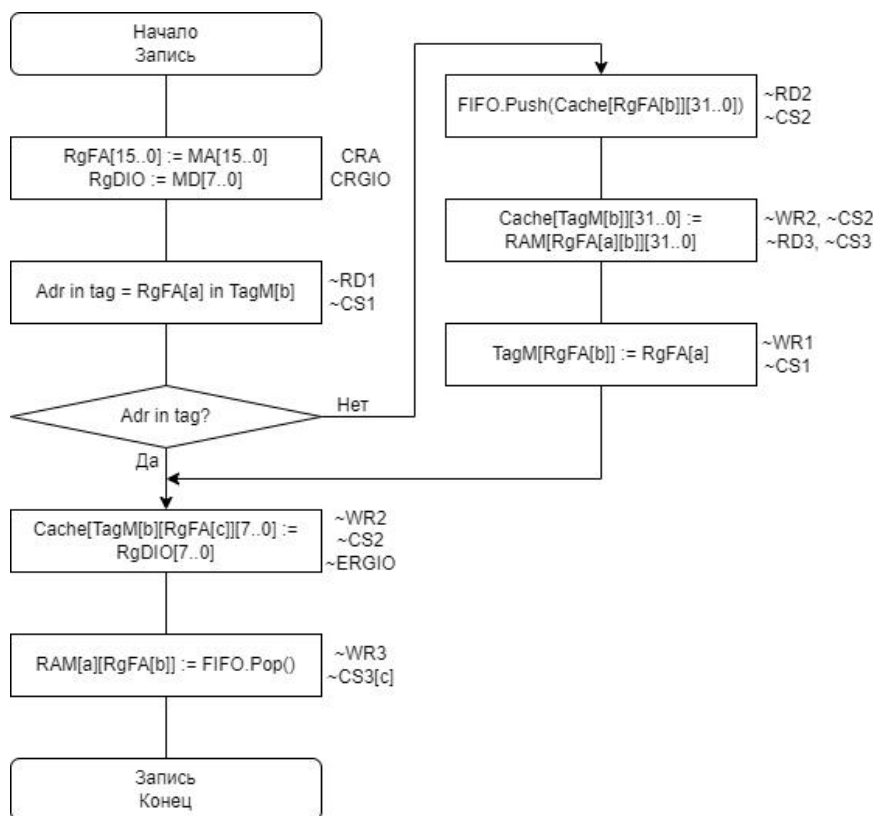 Начало
Запись
RgFA[15..0] := MA[15..0]
RgDIO := MD[7..0]
CRA
CRGIO
Adr in tag = RgFA[a] in TagM[b]
~RD1
~CS1
Adr in tag?
Нет
Да
FIFO.Push(Cache[RgFA[b]][31..0])
~RD2
~CS2
Cache[TagM[b]][31..0] :=
RAM[RgFA[a][b]][31..0]
~WR2, ~CS2
~RD3, ~CS3
TagM[RgFA[b]] := RgFA[a]
~WR1
~CS1
Cache[TagM[b][RgFA[c]][7..0] :=
RgDIO[7..0]
~WR2
~CS2
~ERGIO
RAM[a][RgFA[b]] := FIFO.Pop()
~WR3
~CS3[c]
Запись
Конец